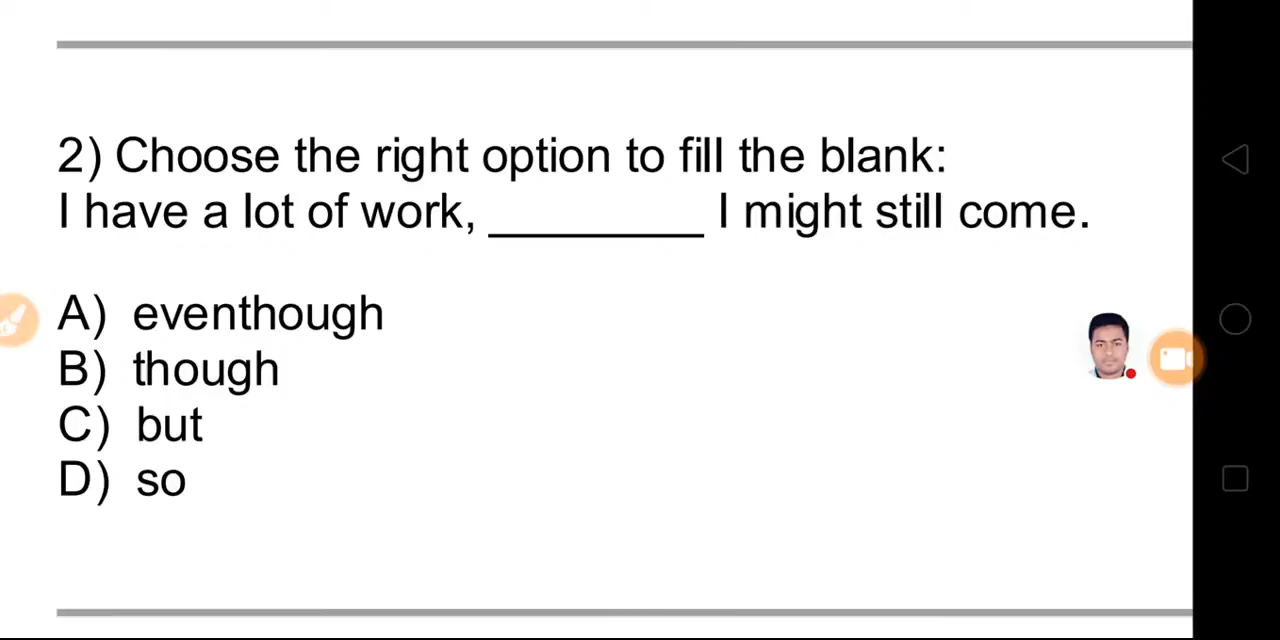 2) Choose the right option to fill the blank:
I have a lot of work, _________ I might still come.
A) eventhough
B) though
C) but
D) so